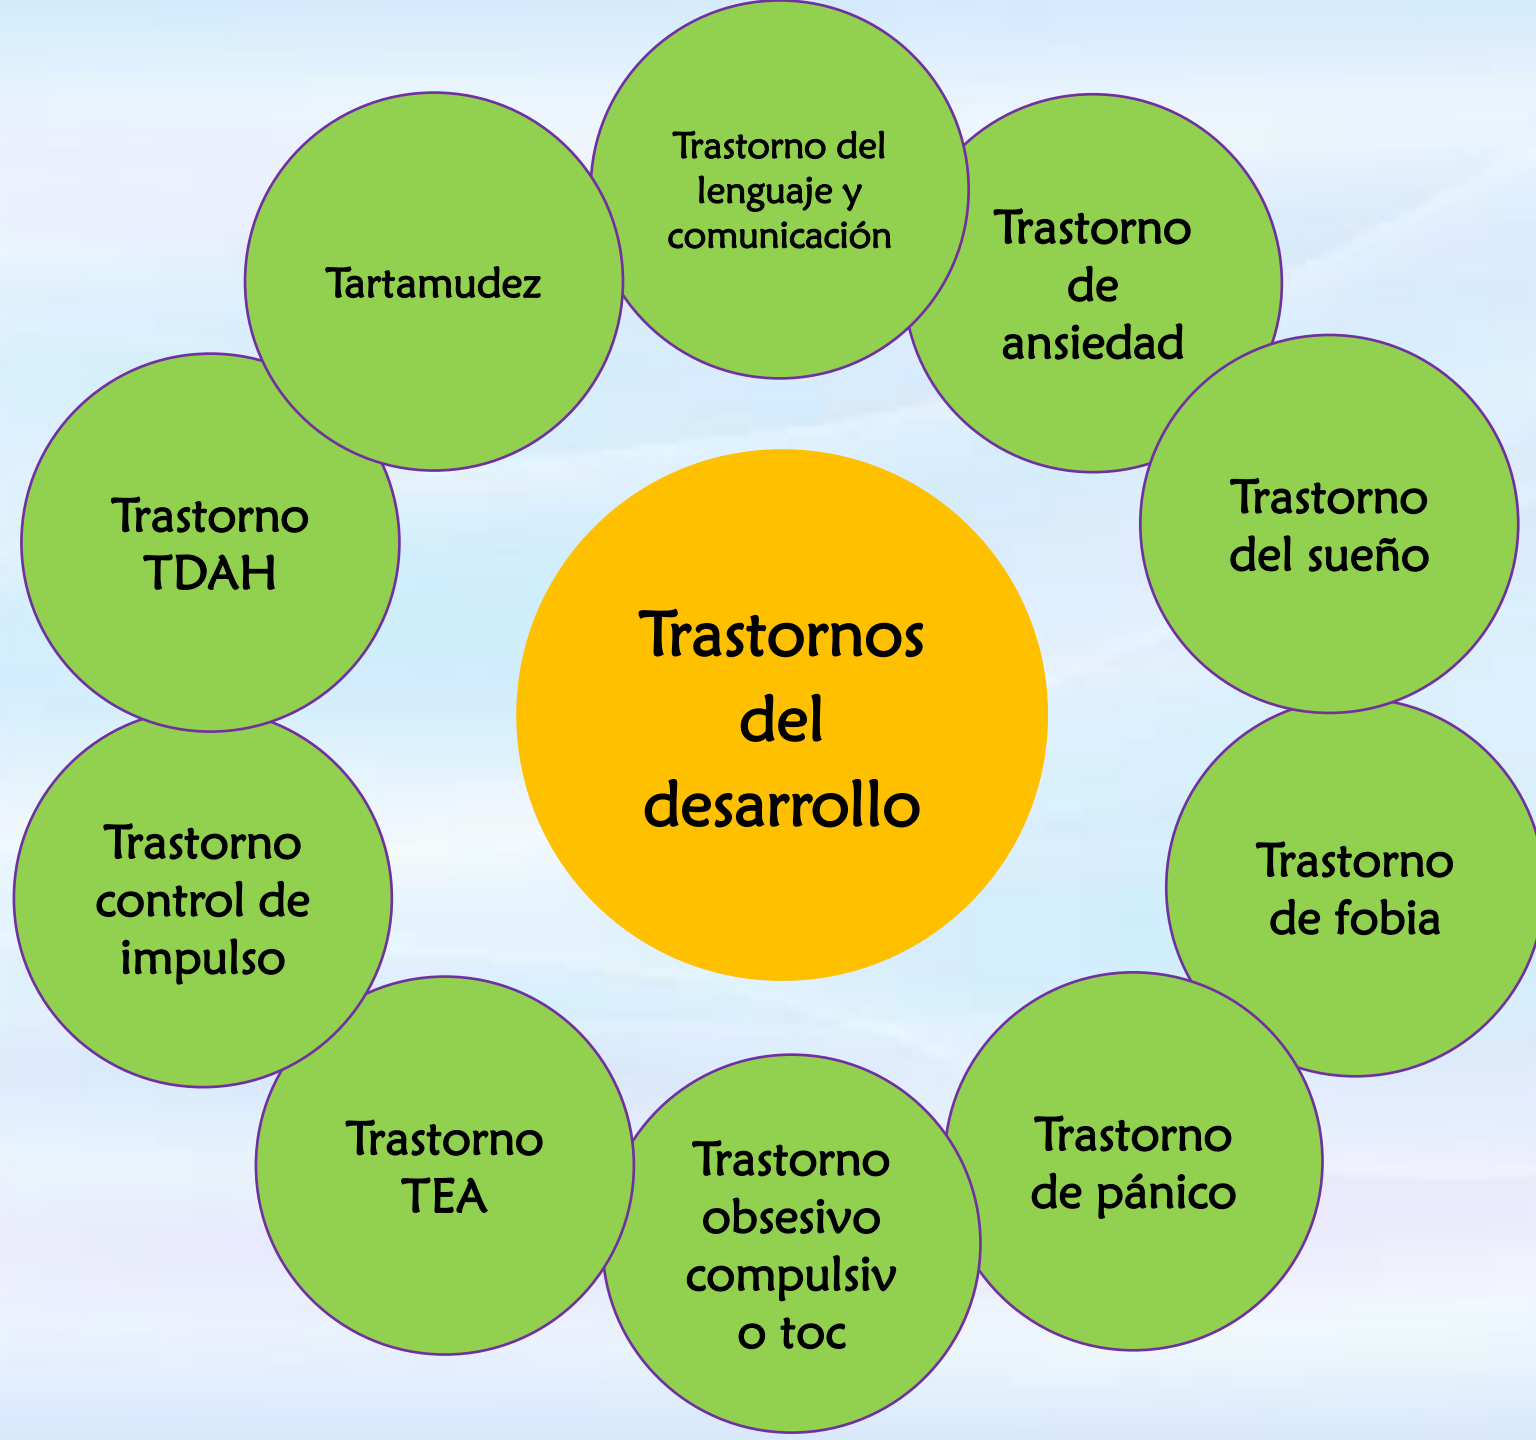 Trastorno del
lenguaje y
comunicación
Trastorno
de
ansiedad
Trastorno
del sueño
Trastorno
de fobia
Trastorno
de pánico
Trastorno
obsesivo
compulsiv
o toc
Trastorno
TEA
Trastorno
control de
impulso
Trastorno
TDAH
Tartamudez
Trastornos
del
desarrollo